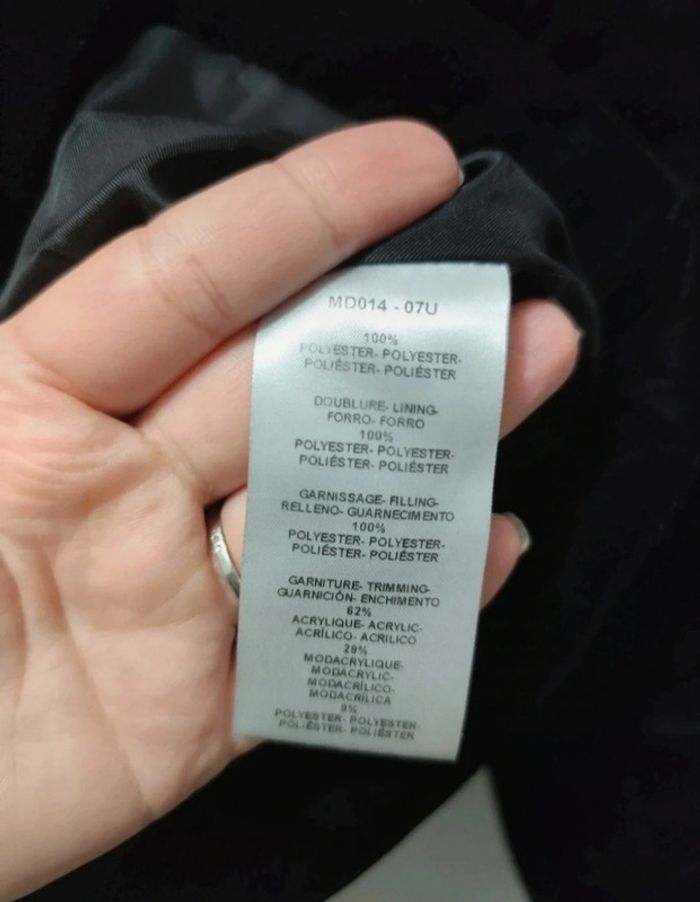 MD014 - 07U
100%
POLYESTER- POLYESTER-
POLIÉSTER- POLIÉSTER
DOUBLURE- LINING-
FORRO- FORRO
100%
POLYESTER- POLYESTER-
POLIÉSTER- POLIÉSTER
GARNISSAGE- FILLING-
RELLENO- GUARNECIMENTO
100%
POLYESTER- POLYESTER-
POLIÉSTER- POLIÉSTER
GARNITURE- TRIMMING-
GUARNICIÓN- ENCHIMENTO
62%
ACRYLIQUE- ACRYLIC-
ACRÍLICO- ACRILICO
29%
MODACRYLIQUE-
MODACRYLIC-
MODACRÍLICO-
MODACRÍLICA
9%
POLYESTER- POLYESTER-
POLIÉSTER- POLIÉSTER